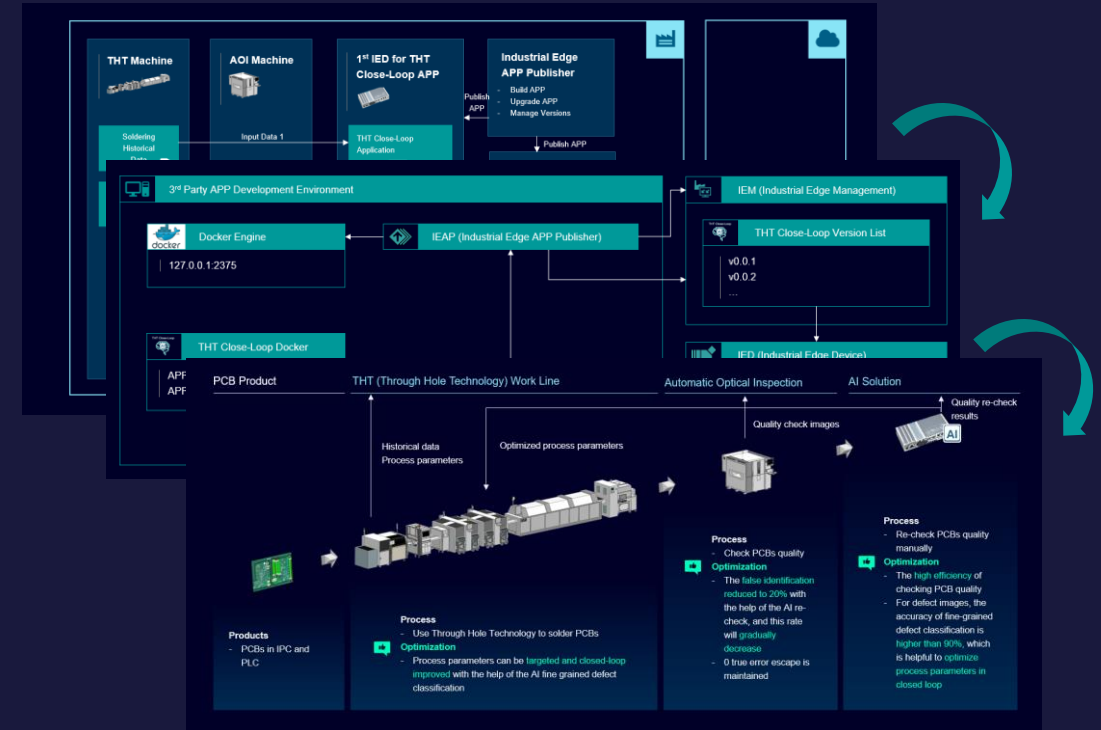 THT Machine
AOI Machine
1st IED for THT
Close-Loop APP
Industrial Edge
APP Publisher
- Build APP
- Upgrade APP
- Manage Versions
Publish
APP
Soldering
Historical
Data
Input Data 1
THT Close-Loop
Application
Publish APP
3rd Party APP Development Environment
IEM (Industrial Edge Management)
docker
Docker Engine
IEAP (Industrial Edge APP Publisher)
THT Close-Loop Version List
127.0.0.1:2375
v0.0.1
v0.0.2
...
THT Close-Loop Docker
IED (Industrial Edge Device)
APP
APP
PCB Product
THT (Through Hole Technology) Work Line
Automatic Optical Inspection
AI Solution
Quality re-check
results
Quality check images
AI
Historical data
Process parameters
Optimized process parameters
Products
- PCBs in IPC and
PLC
Process
- Use Through Hole Technology to solder PCBs
Optimization
- Process parameters can be targeted and closed-loop
improved with the help of the AI fine grained defect
classification
Process
- Check PCBs quality
Optimization
- The false identification
reduced to 20% with
the help of the AI re-
check, and this rate
will gradually
decrease
- 0 true error escape is
maintained
Process
- Re-check PCBs quality
manually
Optimization
- The high efficiency of
checking PCB quality
- For defect images, the
accuracy of fine-grained
defect classification is
higher than 90%, which
is helpful to optimize
process parameters in
closed loop